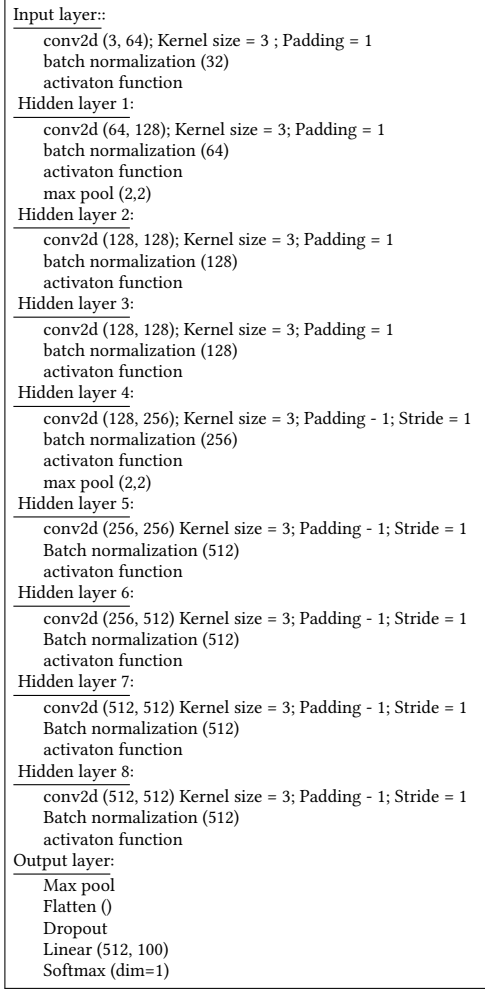 Input layer::
conv2d (3, 64); Kernel size = 3 ; Padding = 1
batch normalization (32)
activaton function
Hidden layer 1:
conv2d (64, 128); Kernel size = 3; Padding = 1
batch normalization (64)
activaton function
max pool (2,2)
Hidden layer 2:
conv2d (128, 128); Kernel size = 3; Padding = 1
batch normalization (128)
activaton function
Hidden layer 3:
conv2d (128, 128); Kernel size = 3; Padding = 1
batch normalization (128)
activaton function
Hidden layer 4:
conv2d (128, 256); Kernel size = 3; Padding - 1; Stride = 1
batch normalization (256)
activaton function
max pool (2,2)
Hidden layer 5:
conv2d (256, 256) Kernel size = 3; Padding - 1; Stride = 1
Batch normalization (512)
activaton function
Hidden layer 6:
conv2d (256, 512) Kernel size = 3; Padding - 1; Stride = 1
Batch normalization (512)
activaton function
Hidden layer 7:
conv2d (512, 512) Kernel size = 3; Padding - 1; Stride = 1
Batch normalization (512)
activaton function
Hidden layer 8:
conv2d (512, 512) Kernel size = 3; Padding - 1; Stride = 1
Batch normalization (512)
activaton function
Output layer:
Max pool
Flatten ()
Dropout
Linear (512, 100)
Softmax (dim=1)